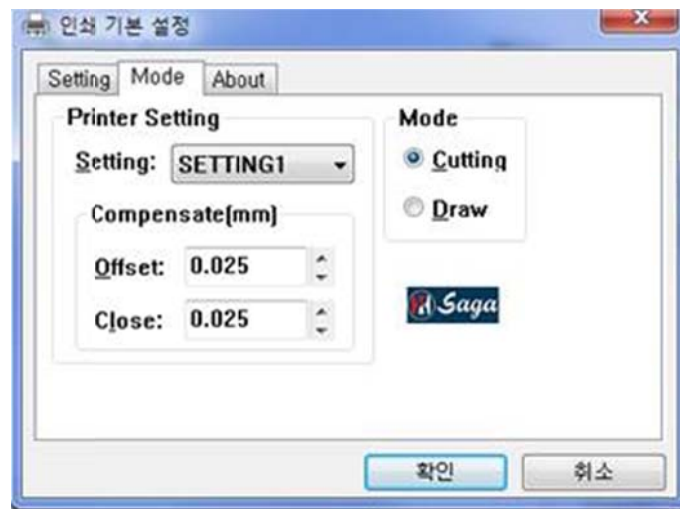 인쇄 기본 설정
Setting Mode About
Printer Setting
Setting: SETTING1
Compensate(mm)
Offset: 0.025
Close: 0.025
Mode
Cutting
Draw
Saga
확인 취소